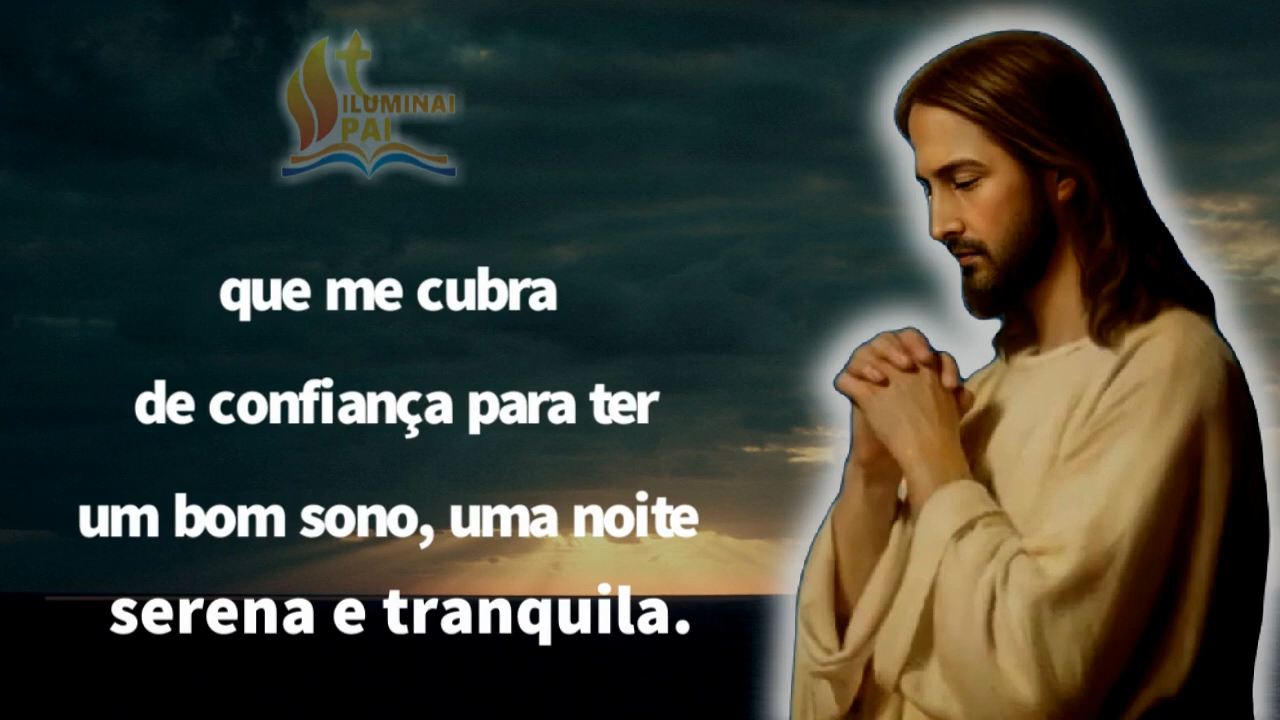 ILUMINAI
PAI
que me cubra
de confiança para ter
um bom sono, uma noite
serena e tranquila.